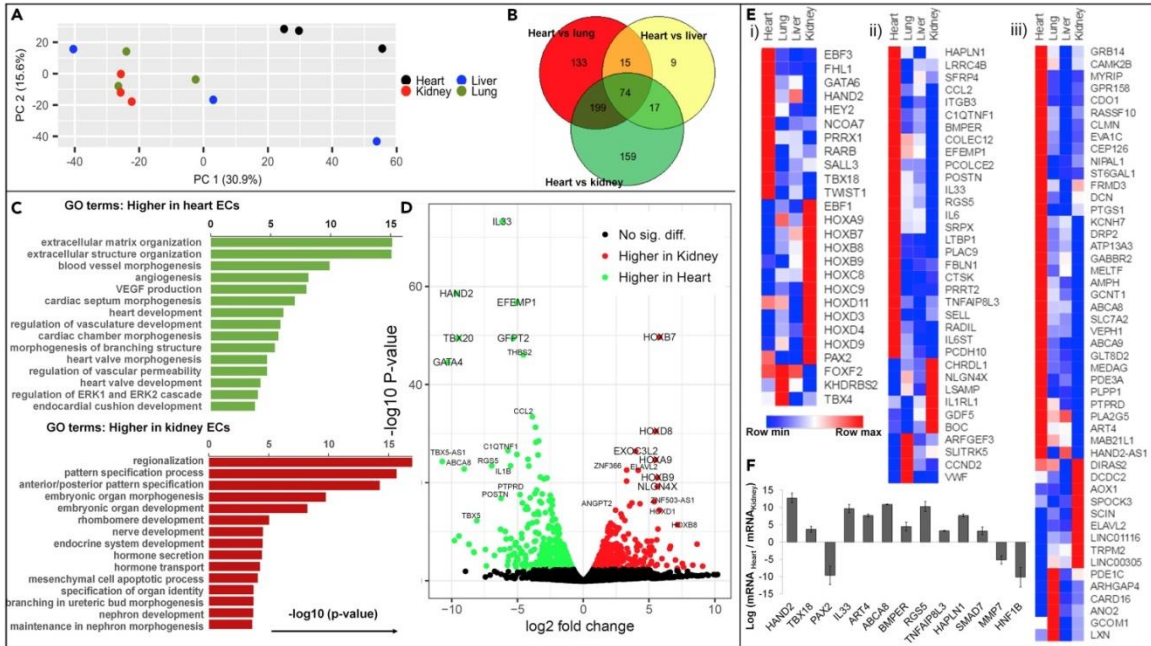 A
PC 2 (15.6%)
20
0
-20
-40
-40
-20
0
20
40
60
PC 1 (30.9%)
Heart
Liver
Kidney
Lung
B
Heart vs lung
Heart vs liver
133
15
9
74
199
17
159
Heart vs kidney
C
GO terms: Higher in heart ECs
0
5
10
15
extracellular matrix organization
extracellular structure organization
blood vessel morphogenesis
angiogenesis
VEGF production
cardiac septum morphogenesis
heart development
regulation of vasculature development
cardiac chamber morphogenesis
morphogenesis of branching structure
heart valve morphogenesis
regulation of vascular permeability
heart valve development
regulation of ERK1 and ERK2 cascade
endocardial cushion development
GO terms: Higher in kidney ECs
0
5
10
15
regionalization
pattern specification process
anterior/posterior pattern specification
embryonic organ morphogenesis
embryonic organ development
rhombomere development
nerve development
endocrine system development
hormone secretion
hormone transport
mesenchymal cell apoptotic process
specification of organ identity
branching in ureteric bud morphogenesis
nephron development
maintenance in nephron morphogenesis
-log10 (p-value)
D
IL33
No sig. diff.
Higher in Kidney
Higher in Heart
60
HAND2
EFEMP1
TBX20
GFPT2
HOXB7
THBS2
GATA4
40
CCL2
HOXD8
C1QTNF1
EXOC3L2
TBX5-AS1
RGS5
ZNF366
HOXA9
ABCA8
IL1B
ELAVL2
HOXB9
PTPRD
NLGN4X
POSTN
ZNF503-AS1
ANGPT2
HOXD1
TBX5
HOXB8
-log10 P-value
-10
-5
0
5
10
log2 fold change
E
i)
Heart
Lung
Liver
Kidney
EBF3
FHL1
GATA6
HAND2
HEY2
NCOA7
PRRX1
RARB
SALL3
TBX18
TWIST1
EBF1
HOXA9
HOXB7
HOXB8
HOXB9
HOXC8
HOXC9
HOXD11
HOXD3
HOXD4
HOXD9
PAX2
FOXF2
KHDRBS2
TBX4
Row min
Row max
ii)
Heart
Lung
Liver
Kidney
HAPLN1
LRRC4B
SFRP4
CCL2
ITGB3
C1QTNF1
BMPER
COLEC12
EFEMP1
PCOLCE2
POSTN
IL33
RGS5
IL6
SRPX
LTBP1
PLAC9
FBLN1
CTSK
PRRT2
TNFAIP8L3
SELL
RADIL
IL6ST
PCDH10
CHRDL1
NLGN4X
LSAMP
IL1RL1
GDF5
BOC
ARFGEF3
SLITRK5
CCND2
VWF
iii)
Heart
Lung
Liver
Kidney
GRB14
CAMK2B
MYRIP
GPR158
CDO1
RASSF10
CLMN
EVA1C
CEP126
NIPAL1
ST6GAL1
FRMD3
DCN
PTGS1
KCNH7
DRP2
ATP13A3
GABBR2
MELTF
AMPH
GCNT1
ABCA8
SLC7A2
VEPH1
ABCA9
GLT8D2
MEDAG
PDE3A
PLPP1
PTPRD
PLA2G5
ART4
MAB21L1
HAND2-AS1
DIRAS2
DCDC2
AOX1
SPOCK3
SCIN
ELAVL2
LINC01116
TRPM2
LINC00305
PDE1C
ARHGAP4
CARD16
ANO2
GCOM1
LXN
F
Log (mRNA Heart / mRNA Kidney)
15
10
5
0
-5
-10
-15
HAND2
TBX18
PAX2
IL33
ART4
ABCA8
BMPER
RGS5
TNFAIP8L3
HAPLN1
SMAD7
MMP7
HNF1B